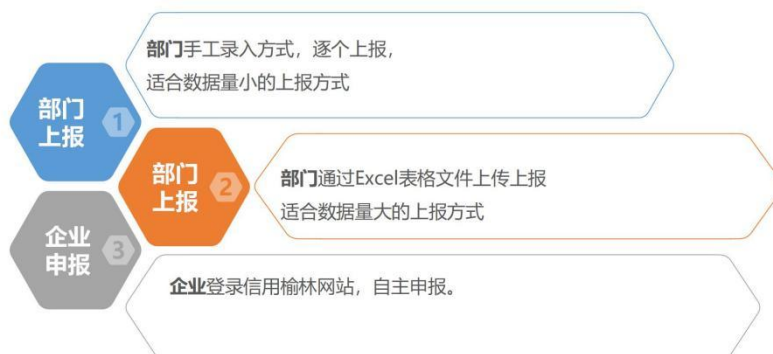 部门手工录入方式，逐个上报，
适合数据量小的上报方式
部门
上报
1
部门
上报
2
部门通过Excel表格文件上传上报
适合数据量大的上报方式
企业
申报
3
企业登录信用榆林网站，自主申报。